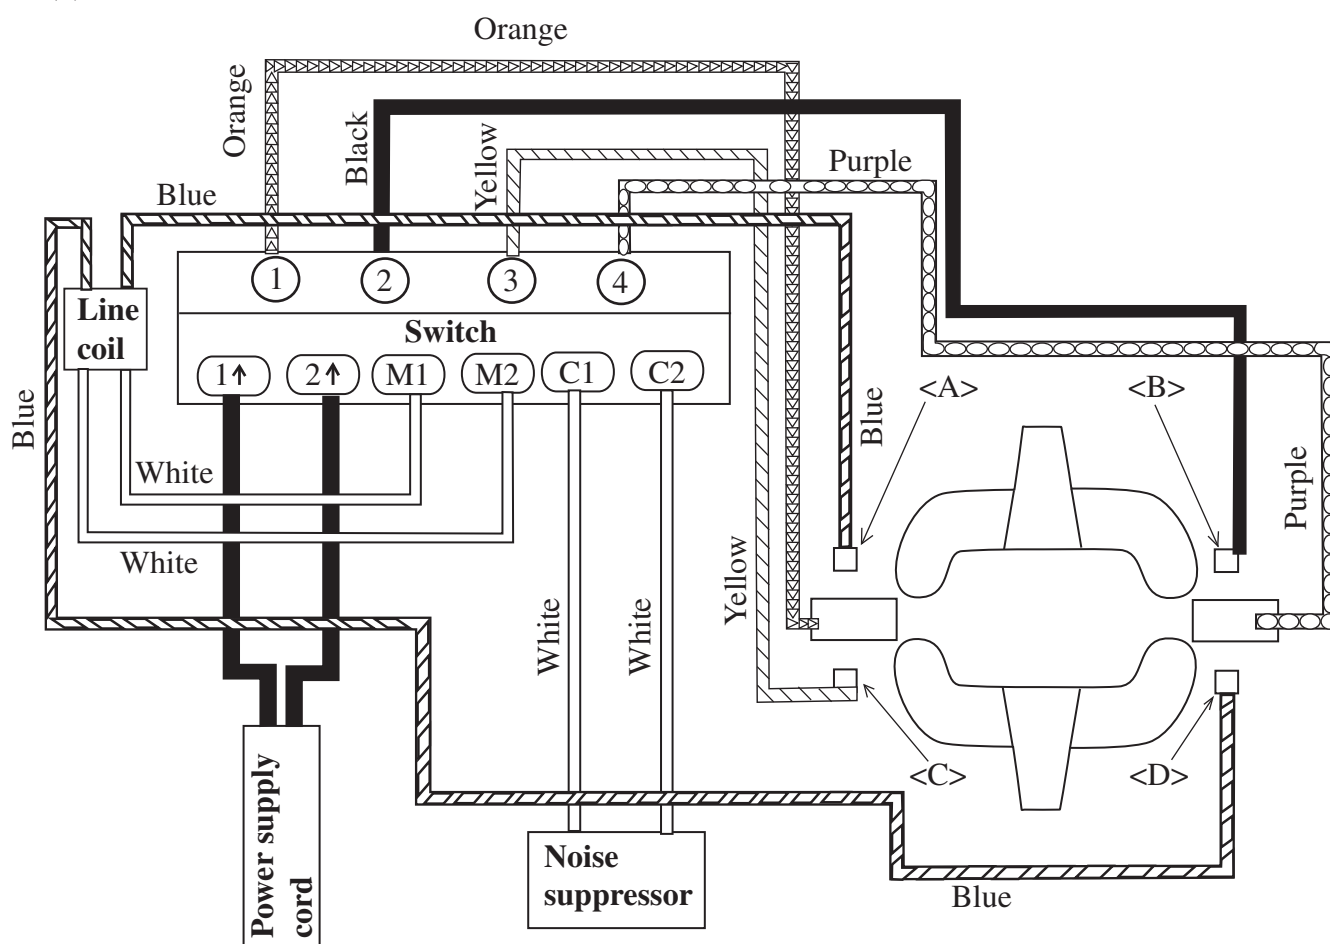 Orange
Orange
Black
Yellow
Purple
Blue
1
2
3
4
Line
coil
Switch
1↑
2↑
M1
M2
C1
C2
<A>
<B>
Blue
Blue
White
Purple
White
Yellow
White
White
<C>
<D>
Power supply
cord
Noise
suppressor
Blue